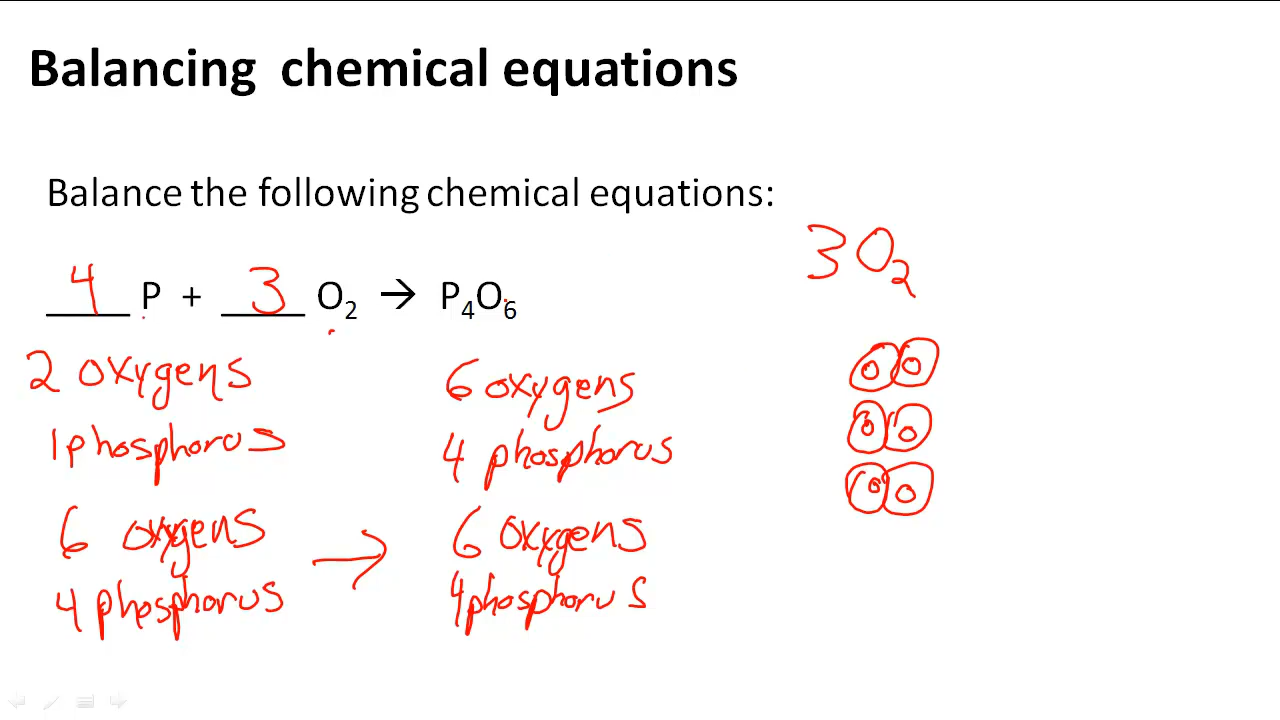 Balancing chemical equations
Balance the following chemical equations:
3O₂
4 P + 3 O₂ → P₄O₆
2 oxygens 6 oxygens
1 phosphorus 4 phosphorus
6 oxygens → 6 oxygens
4 phosphorus 4 phosphorus
O O
O O
O O